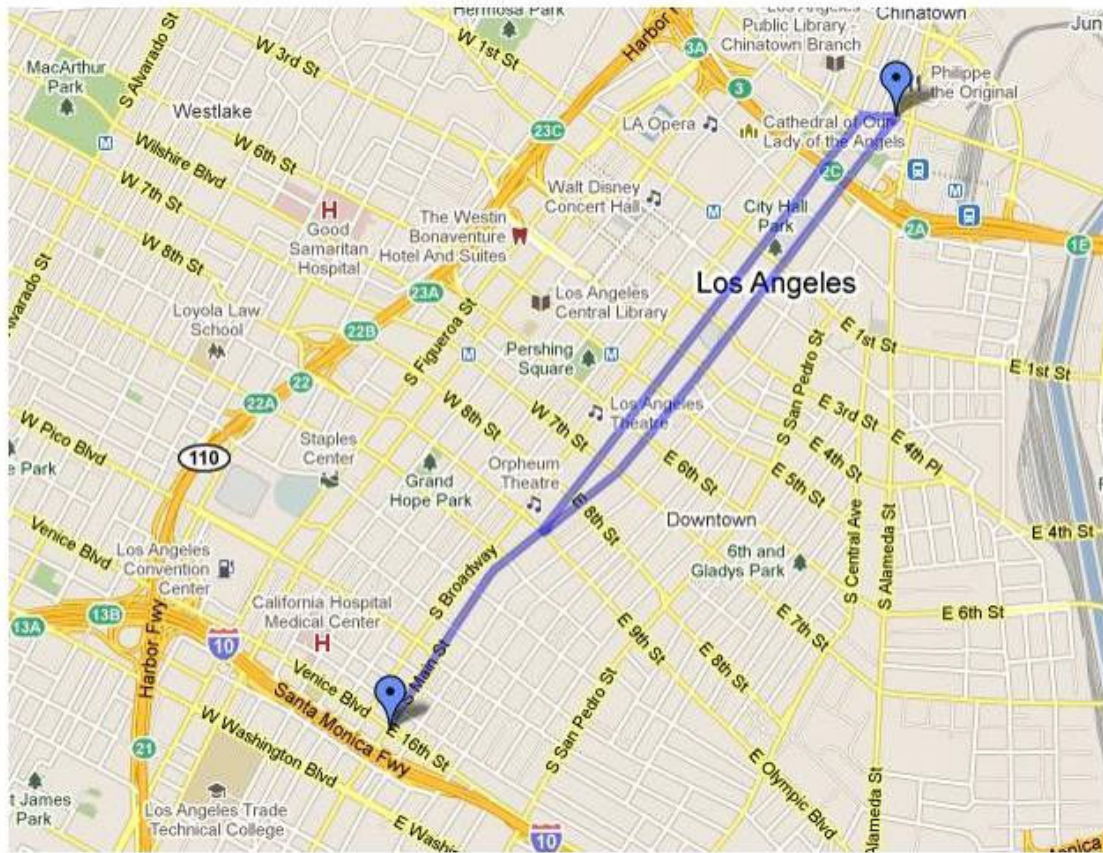 Hermosa Park
W 1st St
Harbor
3A
Los Angeles
Public Library -
Chinatown Branch
Chinatown
Jun
S Alvarado St
W 3rd St
MacArthur
Park
Westlake
M
3
Philippe
the Original
23C
LA Opera
Cathedral of Our
Lady of the Angels
Wilshire Blvd
W 6th St
2C
W 7th St
H
Good
Samaritan
Hospital
Walt Disney
Concert Hall
M
City Hall
Park
M
The Westin
Bonaventure
Hotel And Suites
2A
1E
W 8th St
23A
Los Angeles
Alvarado St
Loyola Law
School
22B
S Figueroa St
Los Angeles
Central Library
M
Pershing
Square
M
E 1st St
E 1st St
S San Pedro St
22
22A
W 8th St
W 7th St
Los Angeles
Theatre
E 3rd St
W Pico Blvd
110
Staples
Center
Grand
Hope Park
Orpheum
Theatre
E 6th St
E 4th St
E 4th Pl
e Park
E 5th St
E 8th St
Downtown
S Central Ave
S Alameda St
E 4th St
Venice Blvd
Los Angeles
Convention
Center
6th and
Gladys Park
S Broadway
13A
13B
California Hospital
Medical Center
H
E 6th St
E 7th St
10
Harbor Fwy
Venice Blvd
S Main St
E 9th St
E 8th St
Santa Monica Fwy
E 16th St
W Washington Blvd
S San Pedro St
21
E Olympic Blvd
Alameda St
t James
Park
Los Angeles Trade
Technical College
E Washin
10
onica